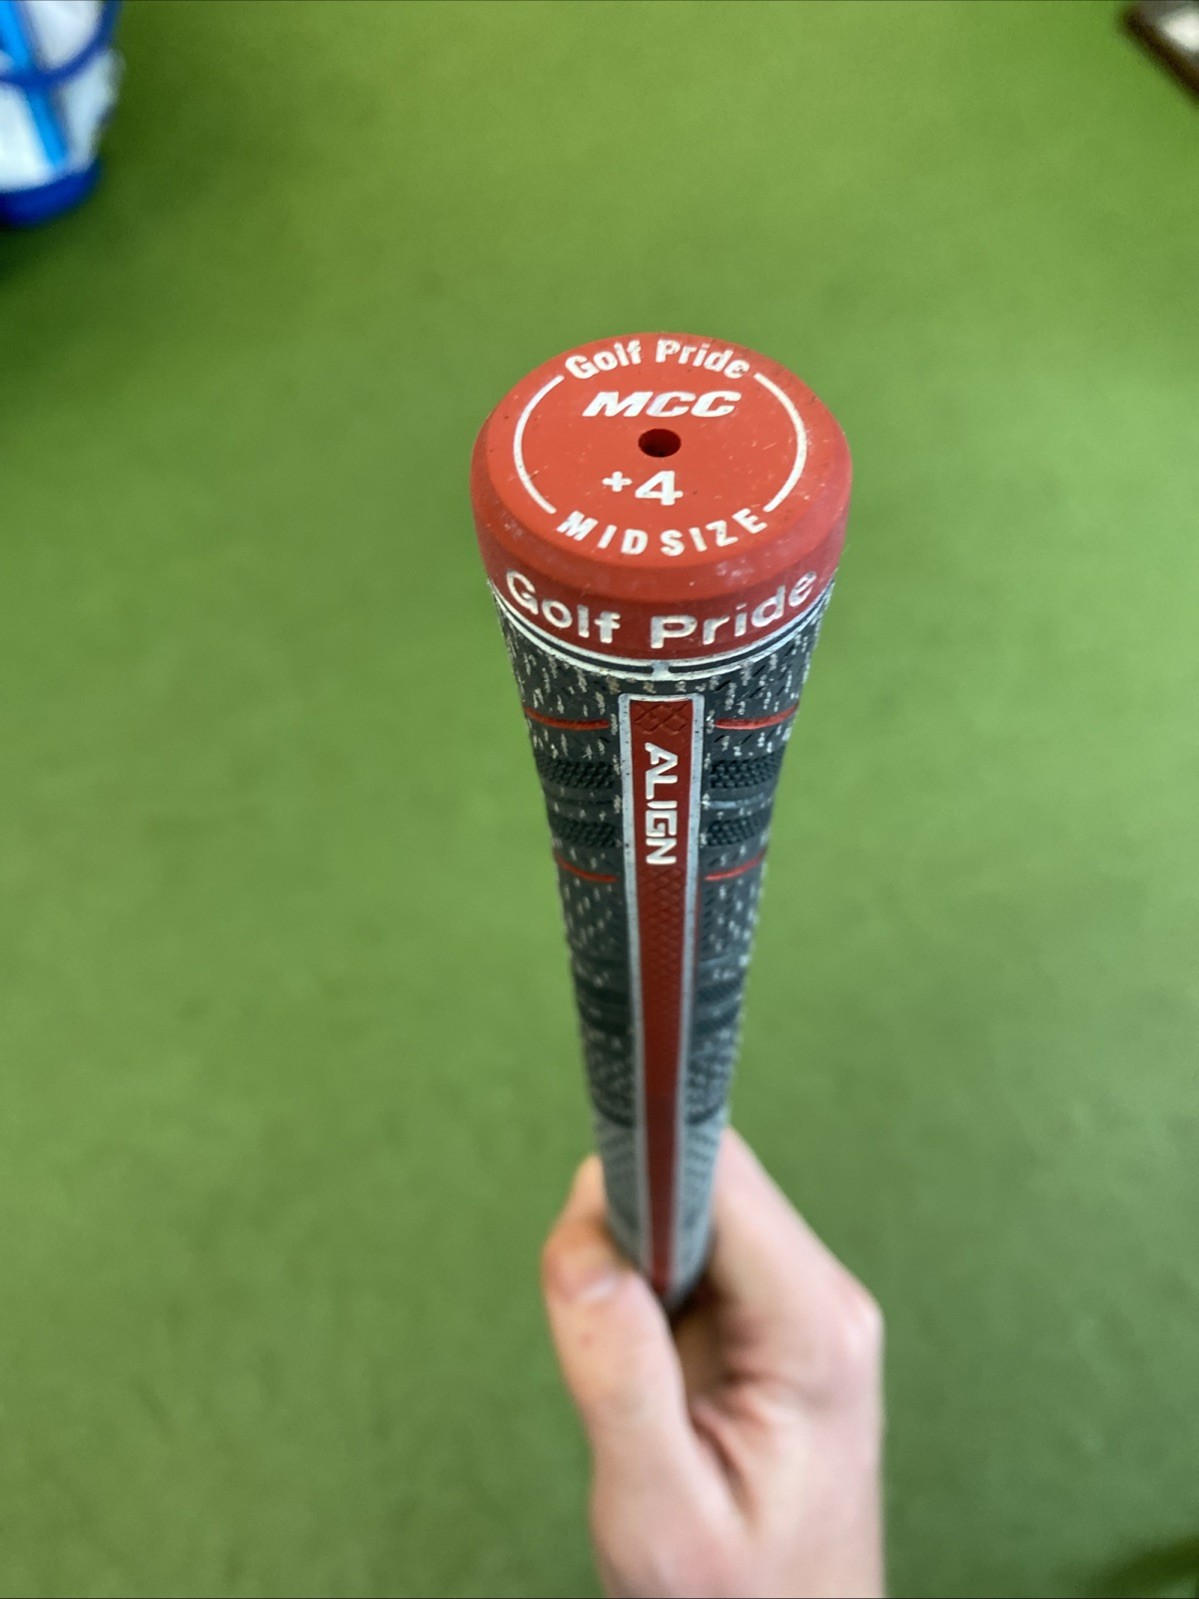 Golf Pride
MCC
+4
MIDSIZE
Golf Pride
ALIGN